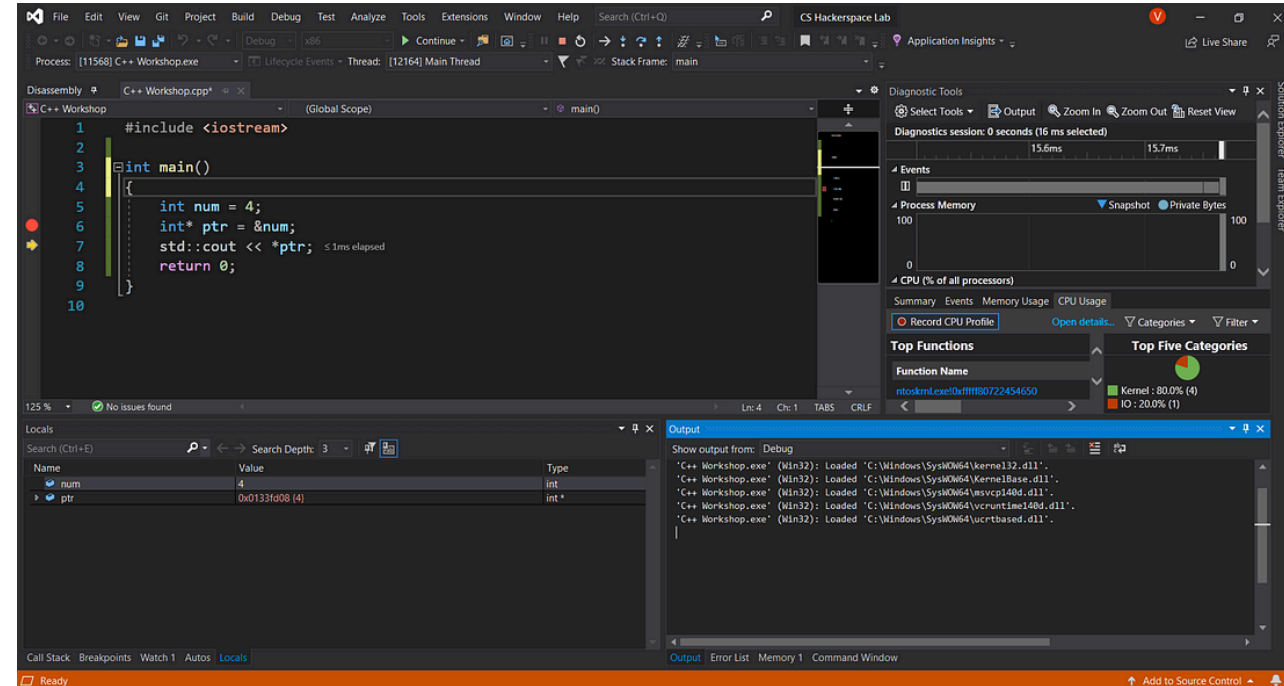 File Edit View Git Project Build Debug Test Analyze Tools Extensions Window Help Search (Ctrl+Q) CS Hackerspace Lab V
Debug x86 Continue Application Insights Live Share
Process: [11568] C++ Workshop.exe Lifecycle Events Thread: [12164] Main Thread Stack Frame: main
Disassembly C++ Workshop.cpp*
C++ Workshop (Global Scope) main()
1 #include <iostream>
2
3 int main()
4 {
5 int num = 4;
6 int* ptr = &num;
7 std::cout << *ptr; ≤1ms elapsed
8 return 0;
9 }
10
125 % No issues found Ln: 4 Ch: 1 TABS CRLF
Diagnostic Tools
Select Tools Output Zoom In Zoom Out Reset View
Diagnostics session: 0 seconds (16 ms selected)
15.6ms 15.7ms
Events
Process Memory Snapshot Private Bytes
100 100
0 0
CPU (% of all processors)
Summary Events Memory Usage CPU Usage
Record CPU Profile Open details... Categories Filter
Top Functions Top Five Categories
Function Name
Kernel : 80.0% (4)
IO : 20.0% (1)
Solution Explorer
Team Explorer
Locals
Search (Ctrl+E) Search Depth: 3
Name Value Type
num 4 int
ptr 0x0133fd08 {4} int *
Call Stack Breakpoints Watch 1 Autos Locals
Output
Show output from: Debug
'C++ Workshop.exe' (Win32): Loaded 'C:\Windows\SysWOW64\kernel32.dll'.
'C++ Workshop.exe' (Win32): Loaded 'C:\Windows\SysWOW64\KernelBase.dll'.
'C++ Workshop.exe' (Win32): Loaded 'C:\Windows\SysWOW64\msvcp140d.dll'.
'C++ Workshop.exe' (Win32): Loaded 'C:\Windows\SysWOW64\vcruntime140d.dll'.
'C++ Workshop.exe' (Win32): Loaded 'C:\Windows\SysWOW64\ucrtbased.dll'.
Output Error List Memory 1 Command Window
Ready Add to Source Control